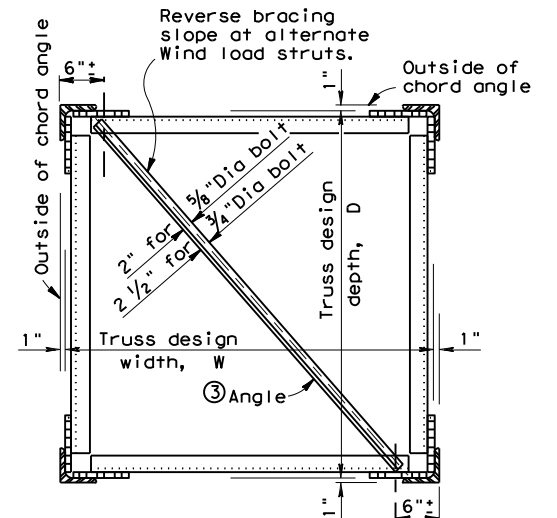 Reverse bracing
slope at alternate
Wind load struts.
6"±
Outside of chord angle
1"
Outside of
chord angle
5/8"Dia bolt
3/4"Dia bolt
2" for
2 1/2" for
Truss design
depth, D
1"
Truss design
width, W
1"
③ Angle
1"
6"±